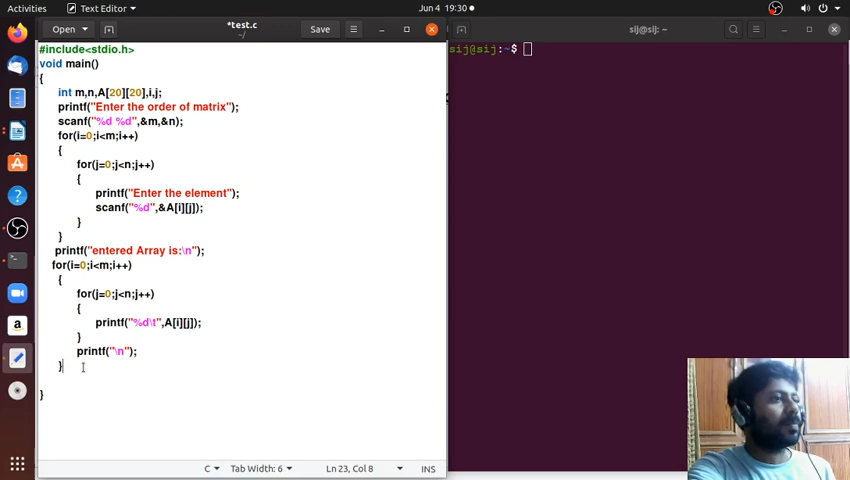 Activities
Text Editor
Jun 4 19:30
Open
*test.c
~/
Save
#include<stdio.h>
void main()
{
int m,n,A[20][20],i,j;
printf("Enter the order of matrix");
scanf("%d %d",&m,&n);
for(i=0;i<m;i++)
{
for(j=0;j<n;j++)
{
printf("Enter the element");
scanf("%d",&A[i][j]);
}
}
printf("entered Array is:\n");
for(i=0;i<m;i++)
{
for(j=0;j<n;j++)
{
printf("%d\t",A[i][j]);
}
printf("\n");
}
}
C
Tab Width: 6
Ln 23, Col 8
INS
sij@sij: ~
sij@sij:~$